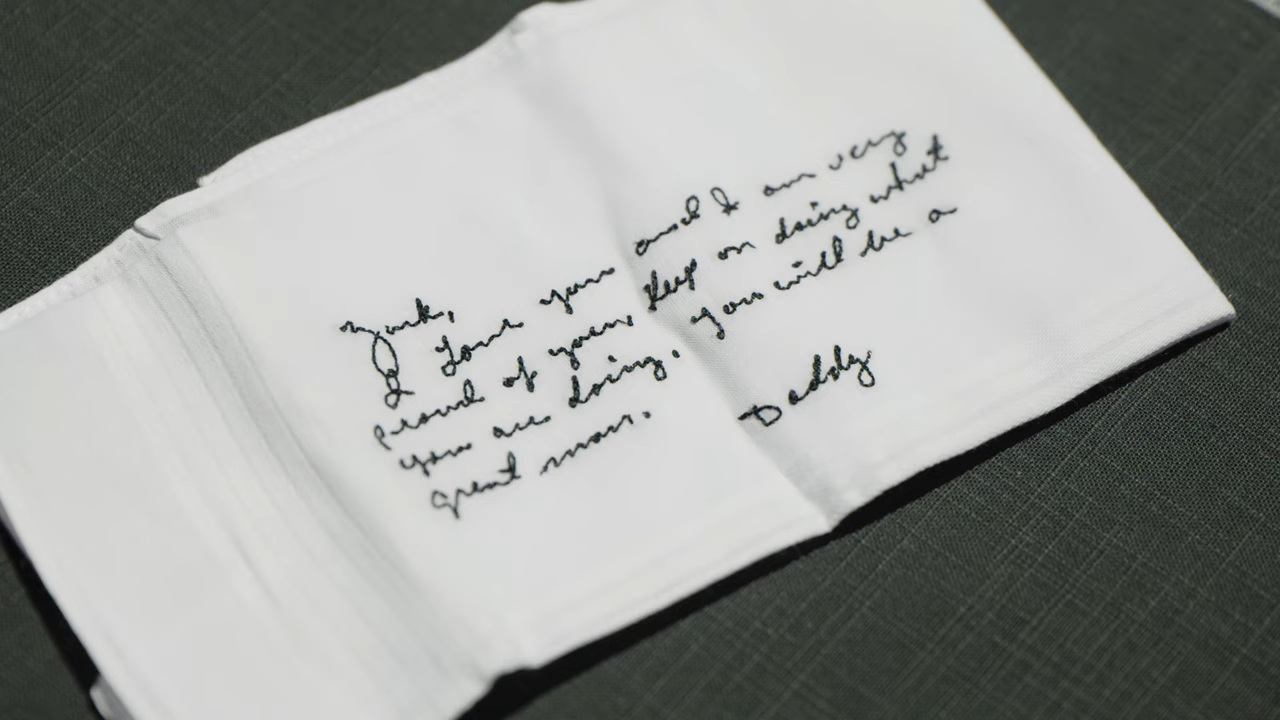 I Love you and I am very
proud of you, Keep on doing what
you are doing. You will be a
great man.
Daddy